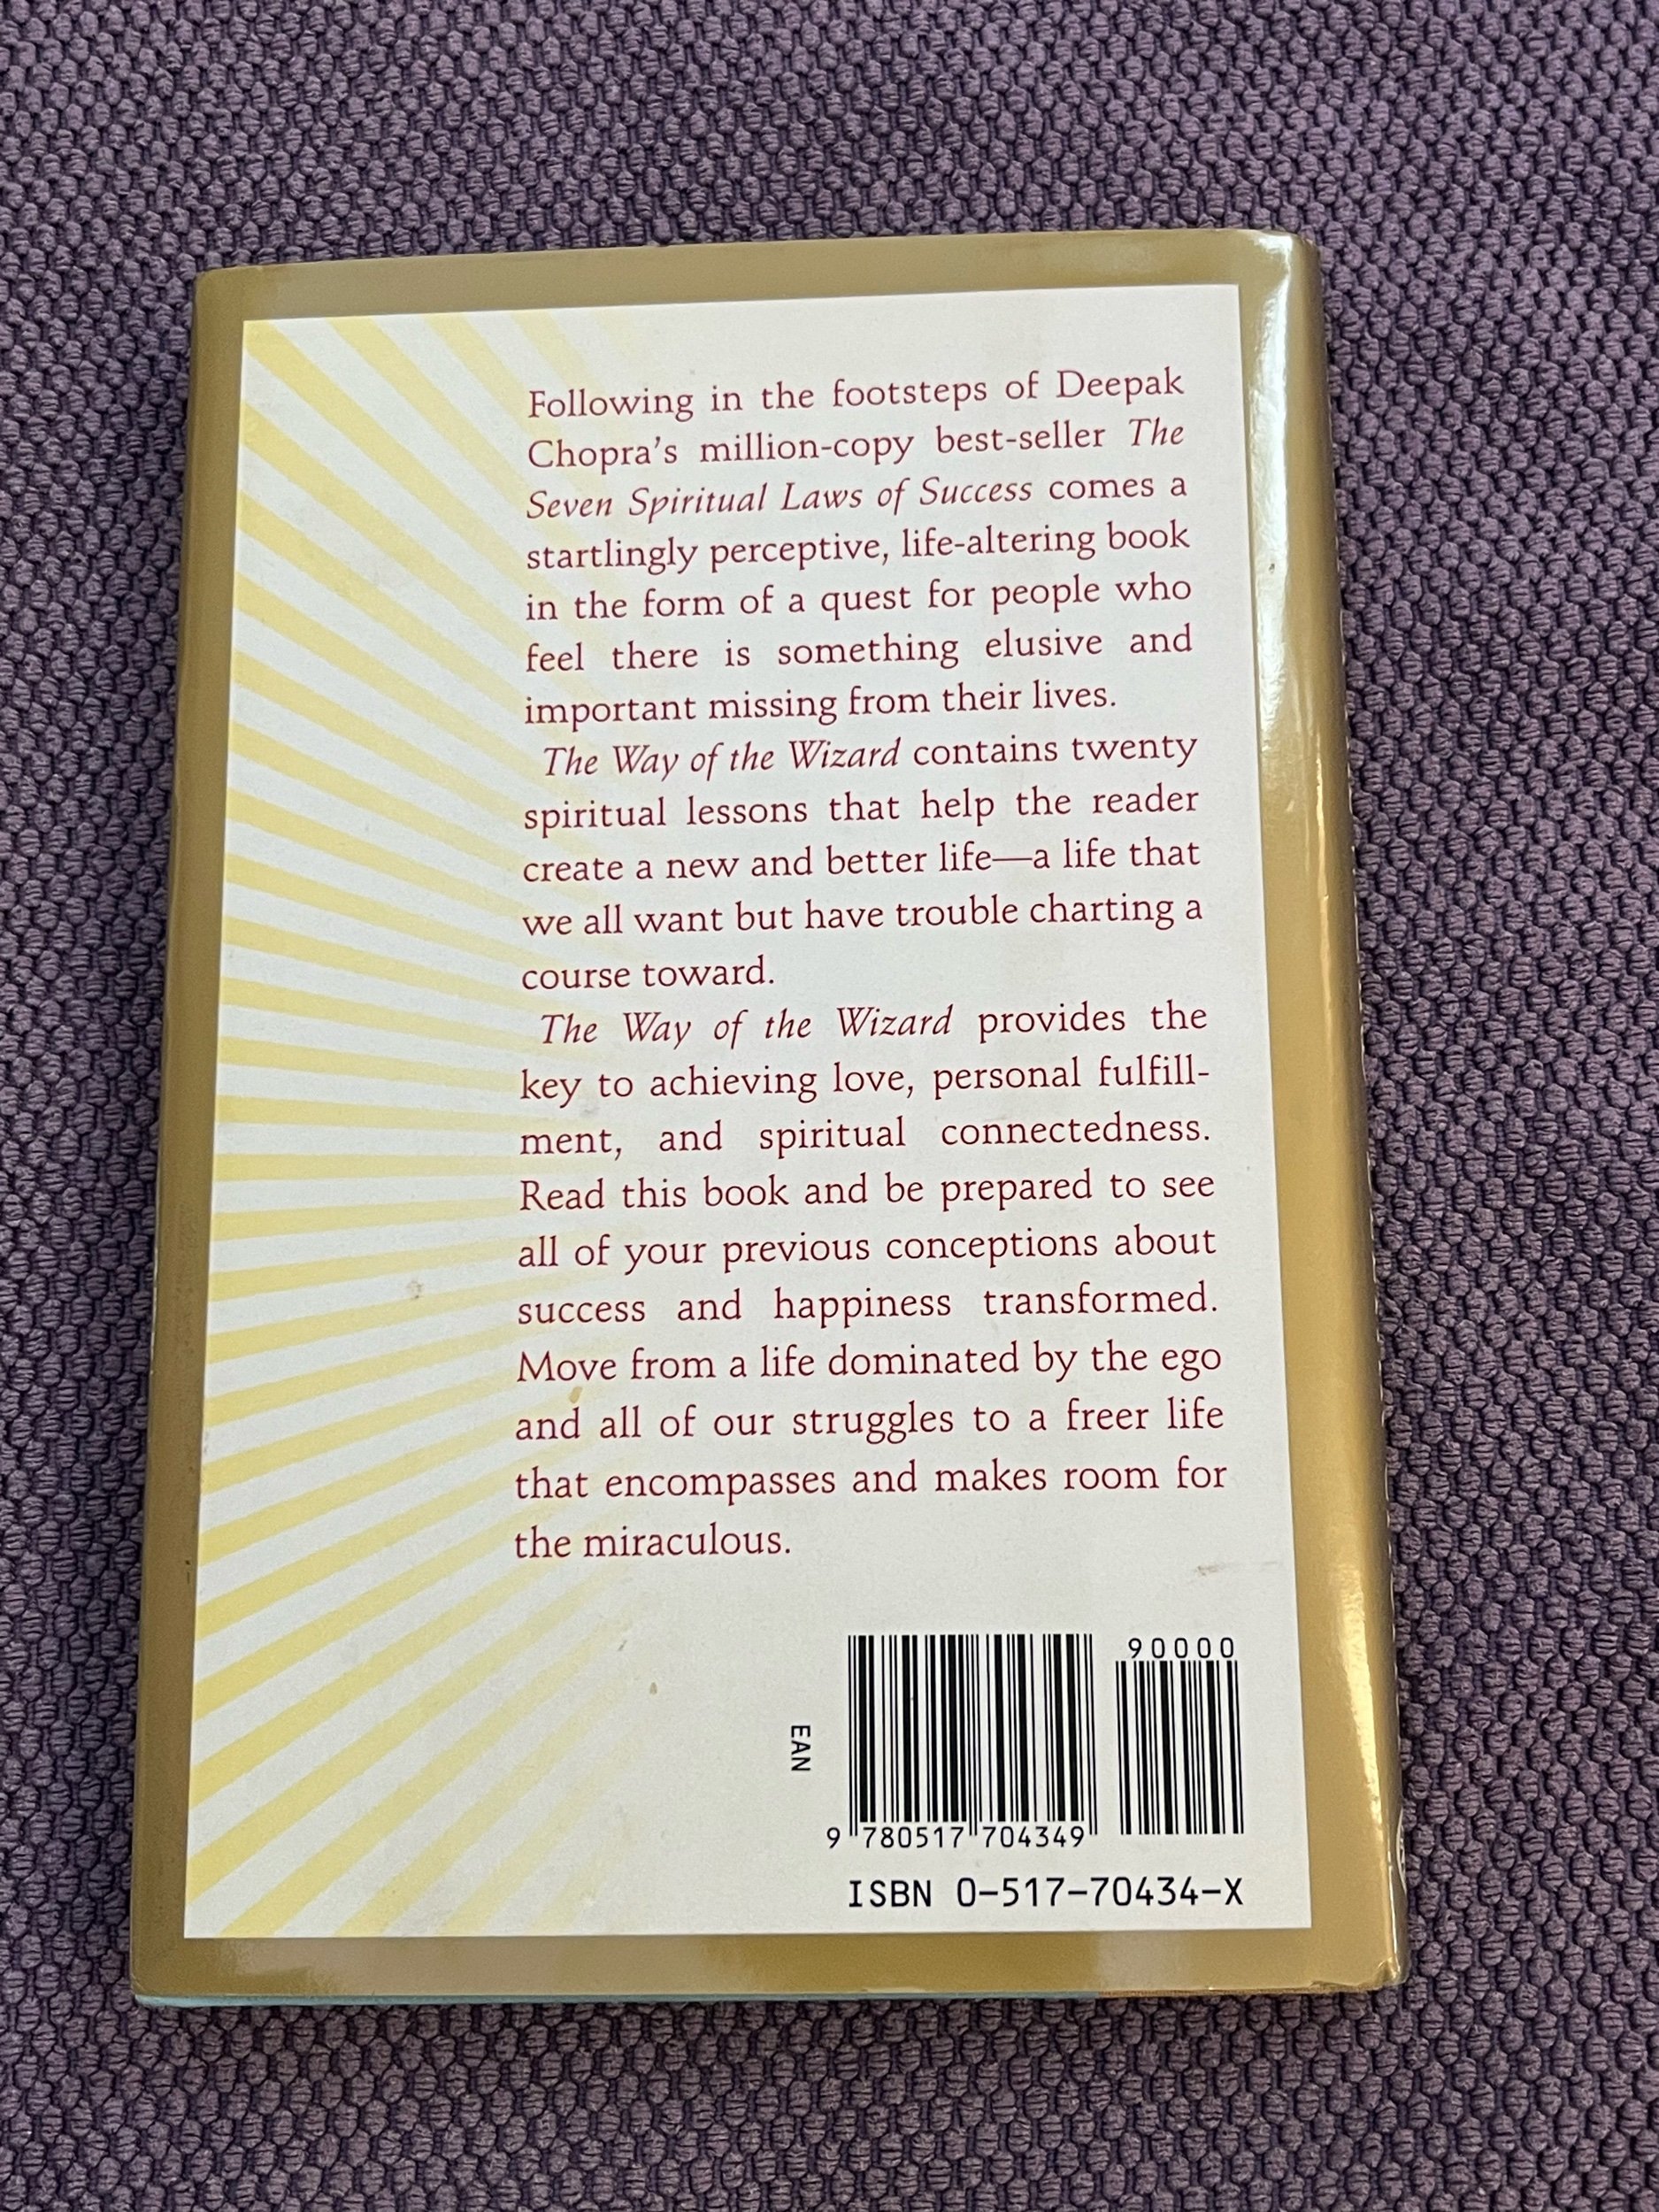 Following in the footsteps of Deepak
Chopra's million-copy best-seller The
Seven Spiritual Laws of Success comes a
startlingly perceptive, life-altering book
in the form of a quest for people who
feel there is something elusive and
important missing from their lives.
The Way of the Wizard contains twenty
spiritual lessons that help the reader
create a new and better life—a life that
we all want but have trouble charting a
course toward.
The Way of the Wizard provides the
key to achieving love, personal fulfill-
ment, and spiritual connectedness.
Read this book and be prepared to see
all of your previous conceptions about
success and happiness transformed.
Move from a life dominated by the ego
and all of our struggles to a freer life
that encompasses and makes room for
the miraculous.
90000
EAN
9 780517 704349
ISBN 0-517-70434-X